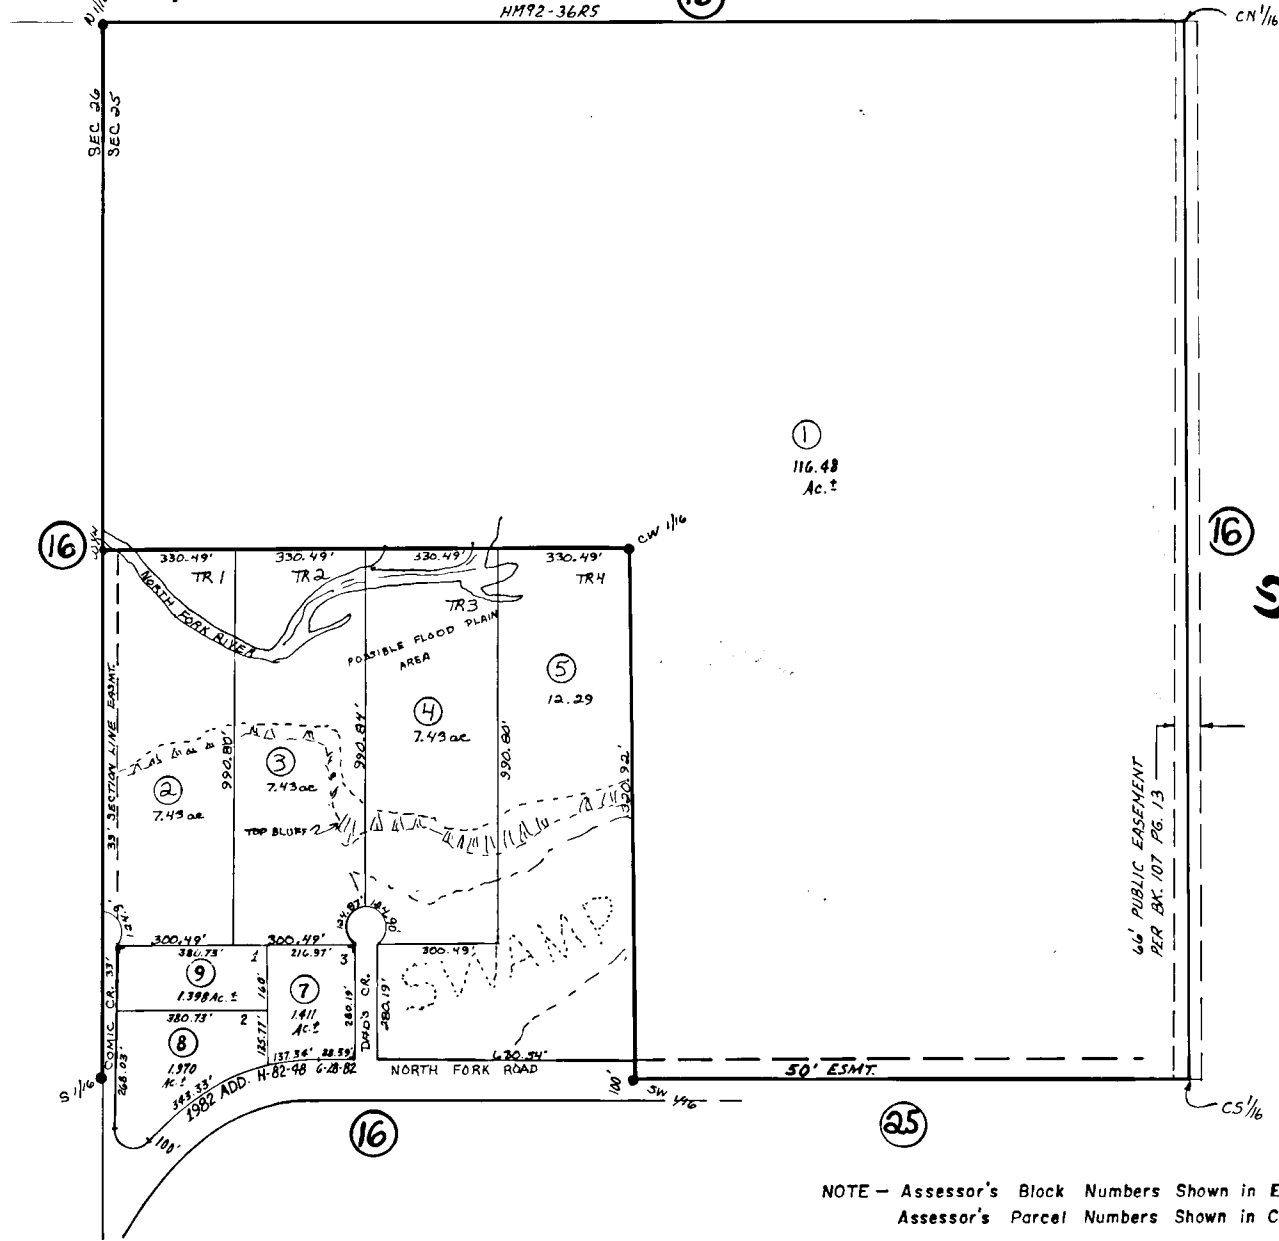 N 1/16
HM92-36RS
CN 1/16
SEC 26
SEC 25
1
116.48
Ac.±
16
CW 1/16
16
330.49'
330.49'
330.49'
330.49'
TR 1
TR 2
TR 3
TR 4
NORTH FORK RIVER
POSSIBLE FLOOD PLAIN
AREA
5
12.29
4
7.43 ac
3
7.43 ac
2
7.43 ac
33' SECTION LINE EASMT.
990.80'
990.84'
990.80'
TOP BLUFF
66' PUBLIC EASEMENT
PER BK. 107 PG. 13
SWAMP
300.49'
300.49'
300.49'
380.73'
1
216.97'
3
9
1.398 Ac.±
160'
7
1.411
Ac.±
280.19'
DAD'S CR.
280.19'
COMIC CR. 33'
380.73'
2
8
1.970
Ac.±
125.77'
137.34'
6-28-82
NORTH FORK ROAD
50' ESMT.
S 1/16
268.03'
343.33'
1982 ADD. H-82-48
100'
100'
SW 1/16
CS 1/16
16
25
NOTE – Assessor's Block Numbers Shown in E
Assessor's Parcel Numbers Shown in C